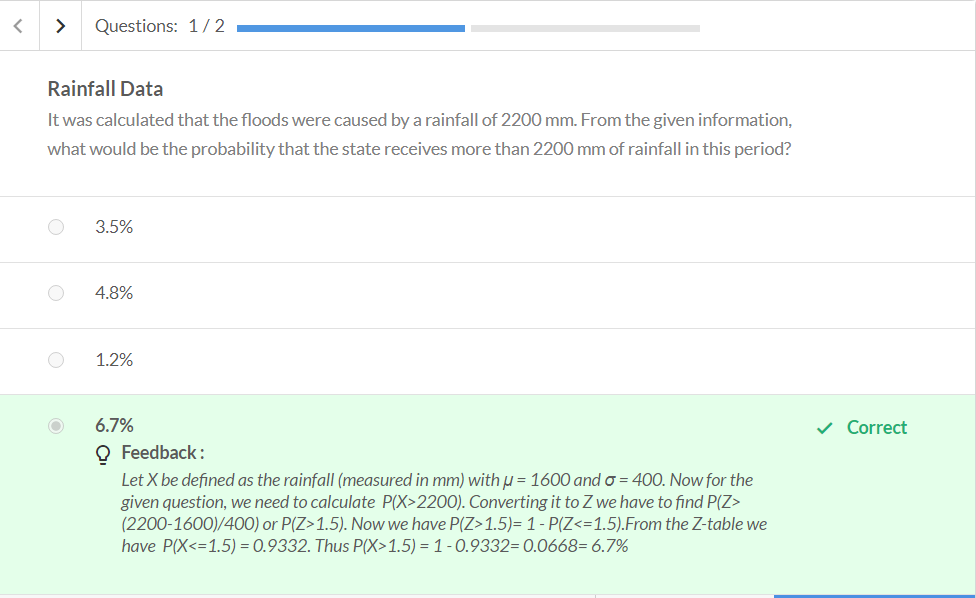 Questions: 1 / 2
Rainfall Data
It was calculated that the floods were caused by a rainfall of 2200 mm. From the given information,
what would be the probability that the state receives more than 2200 mm of rainfall in this period?
3.5%
4.8%
1.2%
6.7%
Correct
Feedback :
Let X be defined as the rainfall (measured in mm) with μ = 1600 and σ = 400. Now for the
given question, we need to calculate P(X>2200). Converting it to Z we have to find P(Z>
(2200-1600)/400) or P(Z>1.5). Now we have P(Z>1.5)= 1 - P(Z<=1.5).From the Z-table we
have P(X<=1.5) = 0.9332. Thus P(X>1.5) = 1 - 0.9332= 0.0668= 6.7%